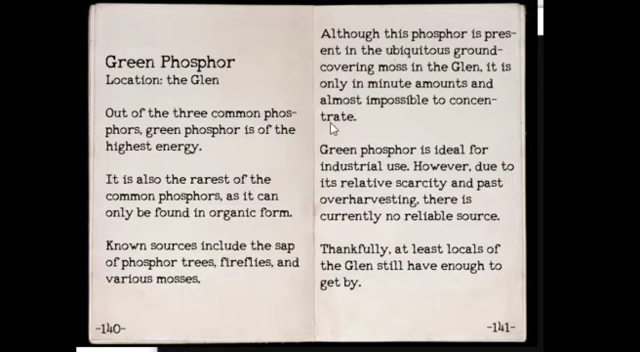 Green Phosphor
Location: the Glen
Out of the three common phos-
phors, green phosphor is of the
highest energy.
It is also the rarest of the
common phosphors, as it can
only be found in organic form.
Known sources include the sap
of phosphor trees, fireflies, and
various mosses.
-140-
Although this phosphor is pres-
ent in the ubiquitous ground-
covering moss in the Glen, it is
only in minute amounts and
almost impossible to concen-
trate.
Green phosphor is ideal for
industrial use. However, due to
its relative scarcity and past
overharvesting, there is
currently no reliable source.
Thankfully, at least locals of
the Glen still have enough to
get by.
-141-